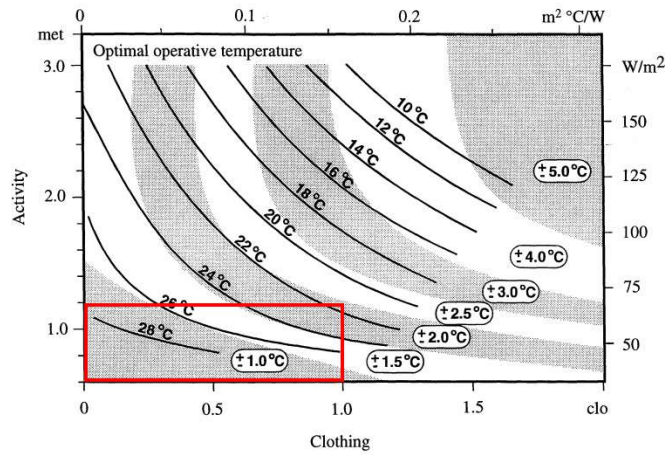 0 0.1 0.2 m² °C/W
met
Optimal operative temperature
W/m²
3.0
10°C
12°C
14°C
150
16°C
±5.0°C
18°C
125
2.0
20°C
22°C
100
±4.0°C
24°C
±3.0°C
75
26°C
±2.5°C
1.0
28°C
±2.0°C
±1.0°C
±1.5°C
50
0 0.5 1.0 1.5 clo
Activity
Clothing